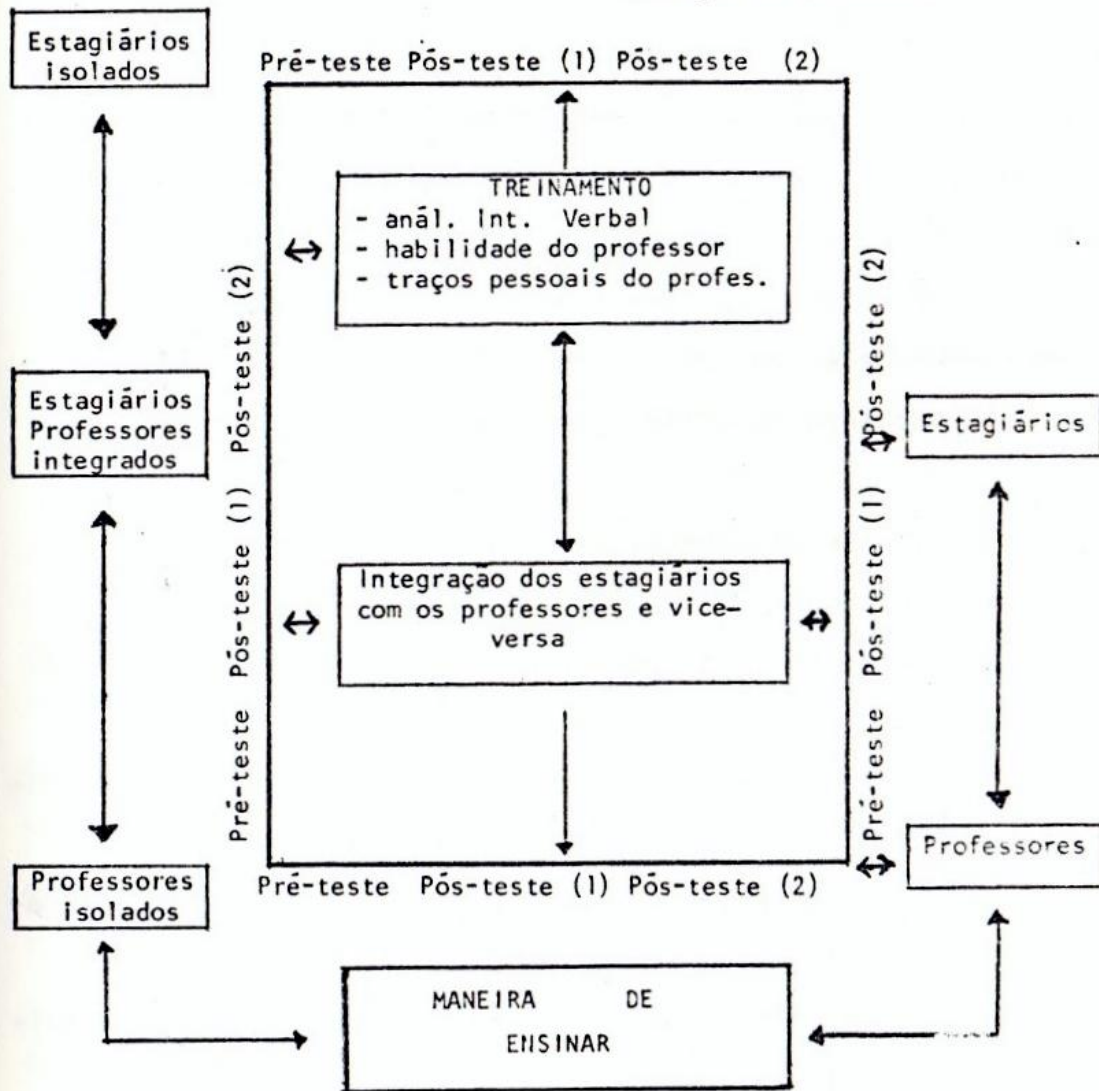 Estagiários
isolados
Pré-teste Pós-teste (1) Pós-teste (2)
TREINAMENTO
- anál. Int. Verbal
- habilidade do professor
- traços pessoais do profes.
Estagiários
Professores
integrados
Pré-teste Pós-teste (1) Pós-teste (2)
Integração dos estagiários
com os professores e vice-
versa
Pré-teste Pós-teste (1) Pós-teste (2)
Estagiários
Professores
Professores
isolados
Pré-teste Pós-teste (1) Pós-teste (2)
MANEIRA DE
ENSINAR